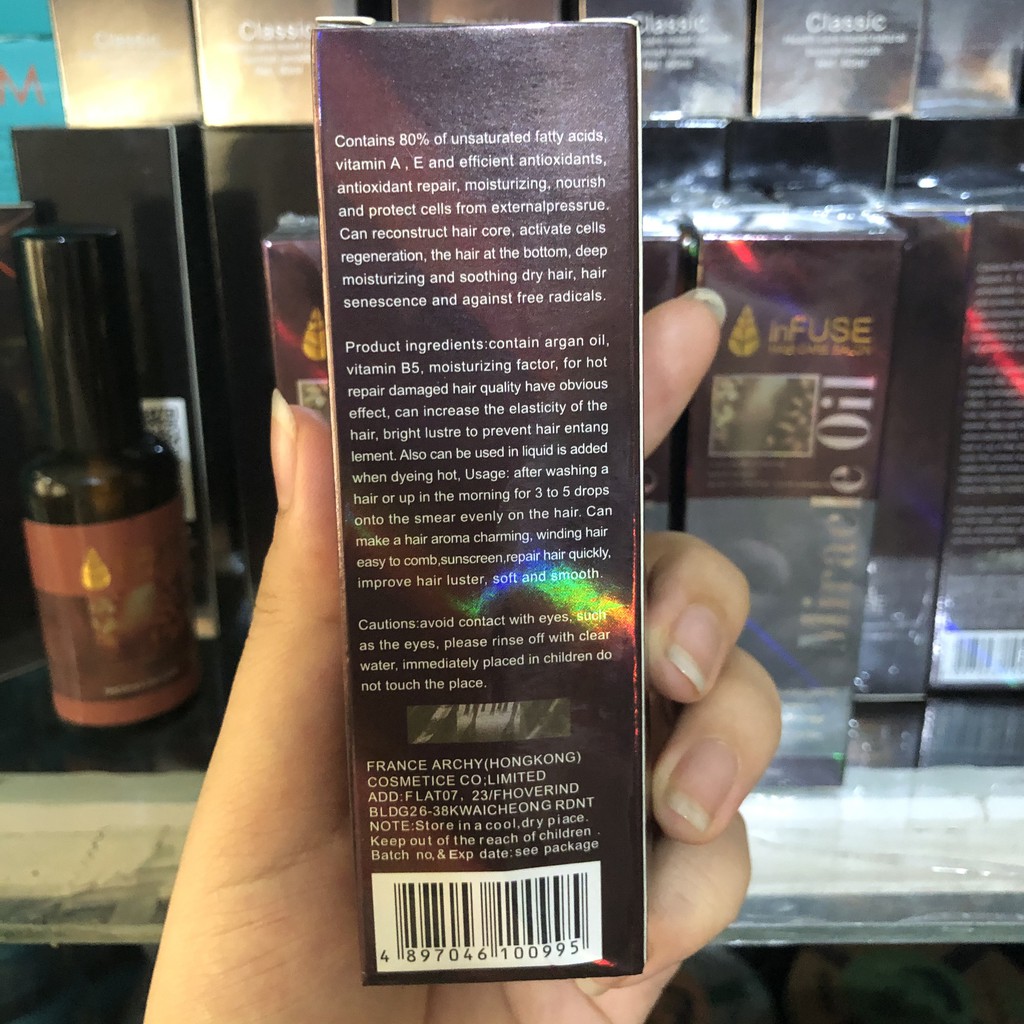 Classic
Classic
Classic
Classic
M
Contains 80% of unsaturated fatty acids,
vitamin A , E and efficient antioxidants,
antioxidant repair, moisturizing, nourish
and protect cells from externalpressrue.
Can reconstruct hair core, activate cells
regeneration, the hair at the bottom, deep
moisturizing and soothing dry hair, hair
senescence and against free radicals.
Product ingredients:contain argan oil,
vitamin B5, moisturizing factor, for hot
repair damaged hair quality have obvious
effect, can increase the elasticity of the
hair, bright lustre to prevent hair entang
lement. Also can be used in liquid is added
when dyeing hot, Usage: after washing a
hair or up in the morning for 3 to 5 drops
onto the smear evenly on the hair. Can
make a hair aroma charming, winding hair
easy to comb,sunscreen,repair hair quickly,
improve hair luster, soft and smooth.
Cautions:avoid contact with eyes, such
as the eyes, please rinse off with clear
water, immediately placed in children do
not touch the place.
FRANCE ARCHY(HONGKONG)
COSMETICE CO;LIMITED
ADD:FLAT07, 23/FHOVERIND
BLDG26-38KWAICHEONG RDNT
NOTE:Store in a cool,dry place.
Keep out of the reach of children .
Batch no,& Exp date:see package
4 897046 100995
inFUSE
Miracle Oil